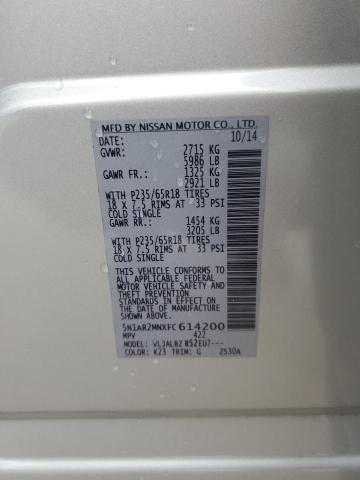 MFD BY NISSAN MOTOR CO., LTD.
DATE: 10/14
GVWR: 2715 KG
5986 LB
GAWR FR.: 1325 KG
2921 LB
WITH P235/65R18 TIRES
18 X 7.5 RIMS AT 33 PSI
COLD SINGLE
GAWR RR.: 1454 KG
3205 LB
WITH P235/65R18 TIRES
18 X 7.5 RIMS AT 33 PSI
COLD SINGLE
THIS VEHICLE CONFORMS TO ALL
APPLICABLE U.S. FEDERAL
MOTOR VEHICLE SAFETY AND
THEFT PREVENTION
STANDARDS IN EFFECT ON
THE DATE OF MANUFACTURE
SHOWN ABOVE.
5N1AR2MNXFC614200
MPV 422
MODEL: VLJALBZ R52EU7---
COLOR: K23 TRIM: G 2530A